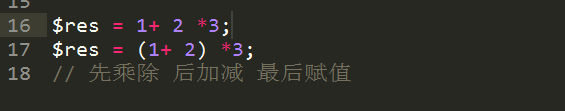 16 $res = 1+ 2 *3;
17 $res = (1+ 2) *3;
18 // 先乘除 后加减 最后赋值